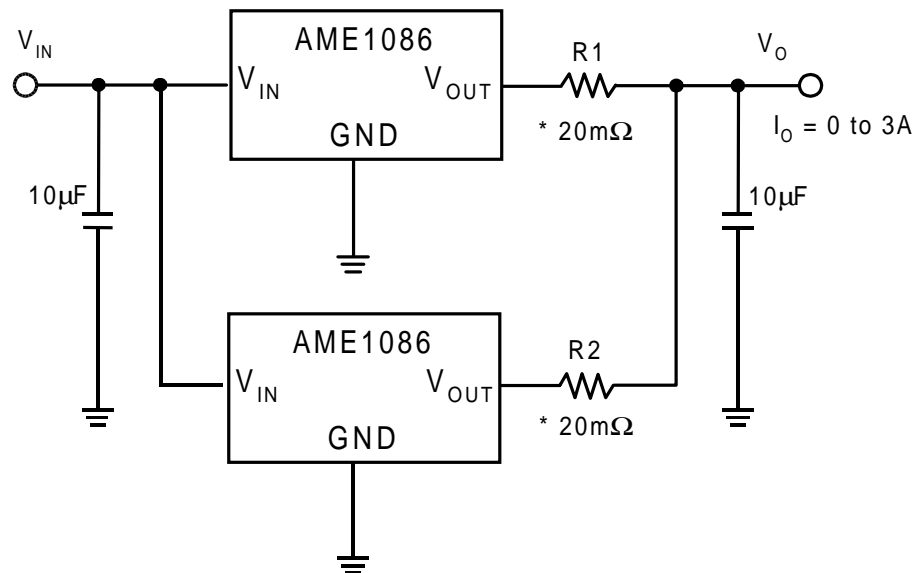 V_IN
AME1086
V_IN
V_OUT
GND
R1
* 20mΩ
V_O
I_O = 0 to 3A
10µF
10µF
AME1086
V_IN
V_OUT
GND
R2
* 20mΩ